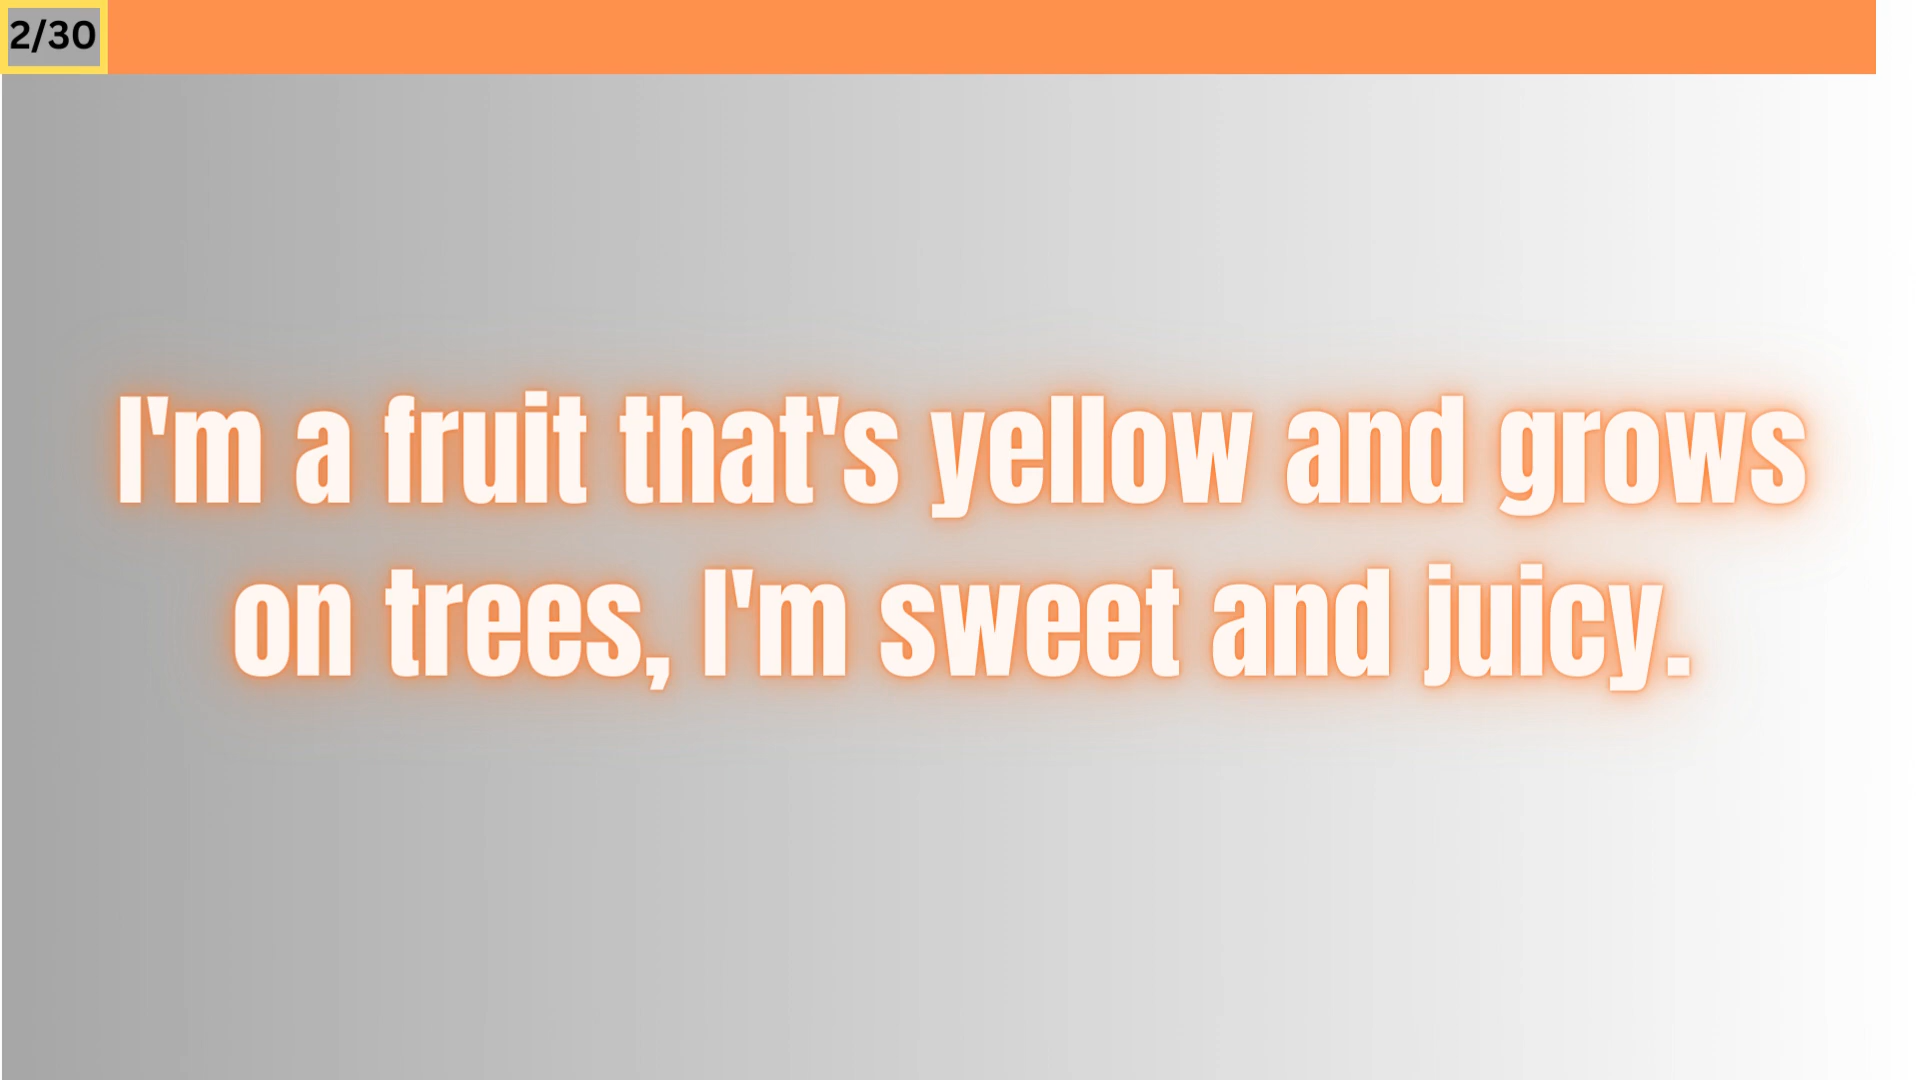 2/30
I'm a fruit that's yellow and grows
on trees, I'm sweet and juicy.